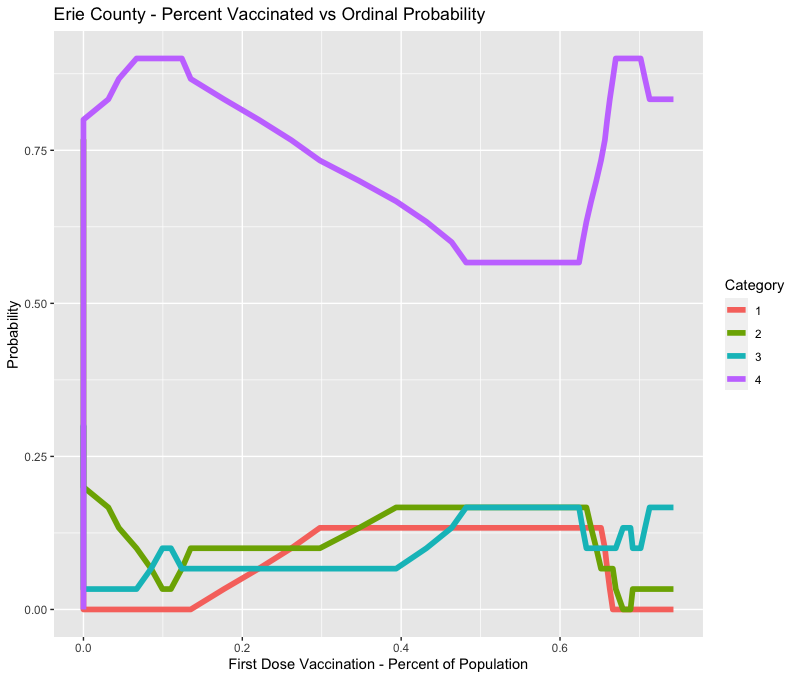 Erie County - Percent Vaccinated vs Ordinal Probability
0.75
0.50
0.25
0.00
Probability
0.0 0.2 0.4 0.6
First Dose Vaccination - Percent of Population
Category
1
2
3
4